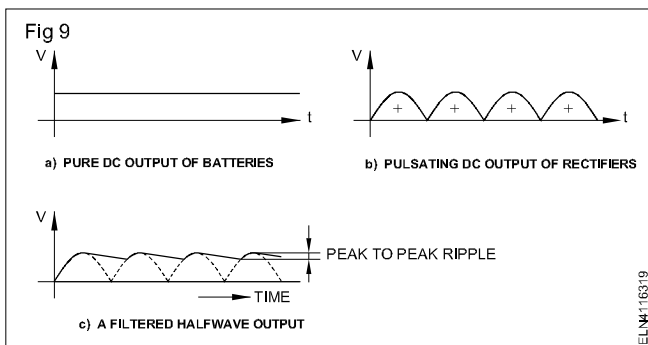 Fig 9
V
t
a) PURE DC OUTPUT OF BATTERIES
V
+ + + +
t
b) PULSATING DC OUTPUT OF RECTIFIERS
V
PEAK TO PEAK RIPPLE
TIME
c) A FILTERED HALFWAVE OUTPUT
ELN4116319